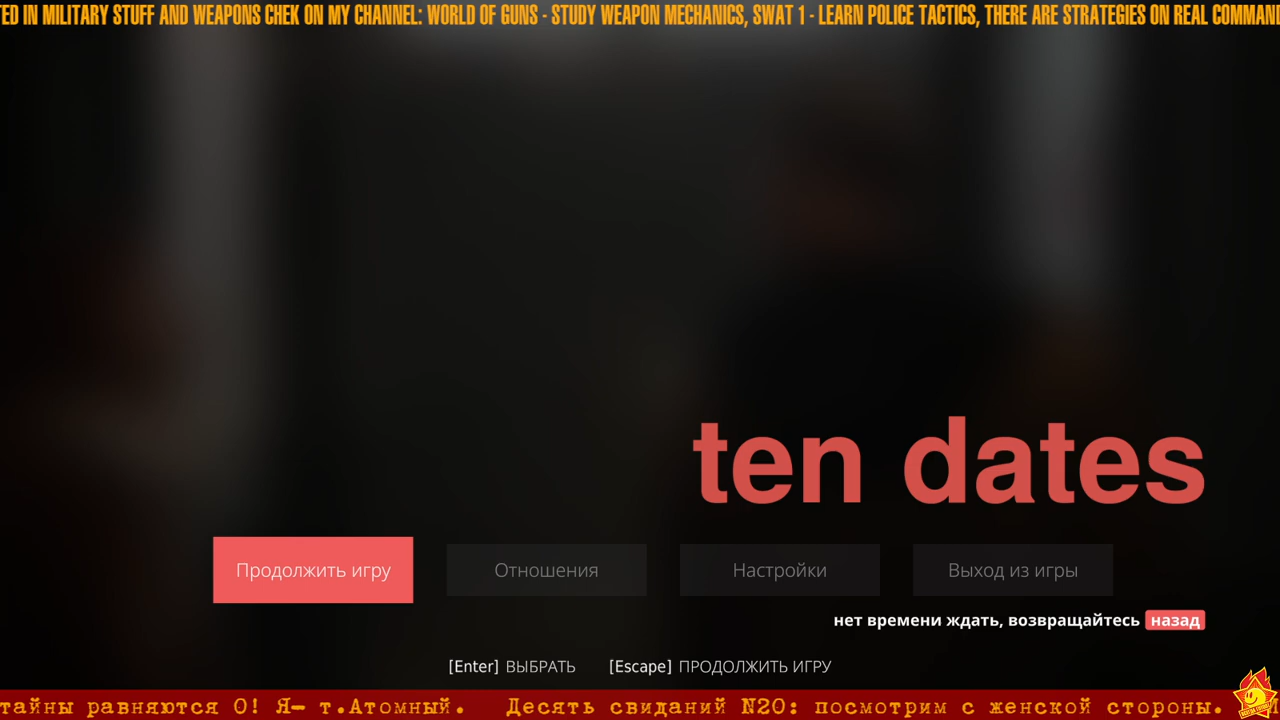 TED IN MILITARY STUFF AND WEAPONS CHEK ON MY CHANNEL: WORLD OF GUNS - STUDY WEAPON MECHANICS, SWAT 1 - LEARN POLICE TACTICS, THERE ARE STRATEGIES ON REAL COMMAND
ten dates
Продолжить игру
Отношения
Настройки
Выход из игры
нет времени ждать, возвращайтесь назад
[Enter] ВЫБРАТЬ [Escape] ПРОДОЛЖИТЬ ИГРУ
тайны равняются 0! Я- т.Атомный. Десять свиданий N20: посмотрим с женской стороны.